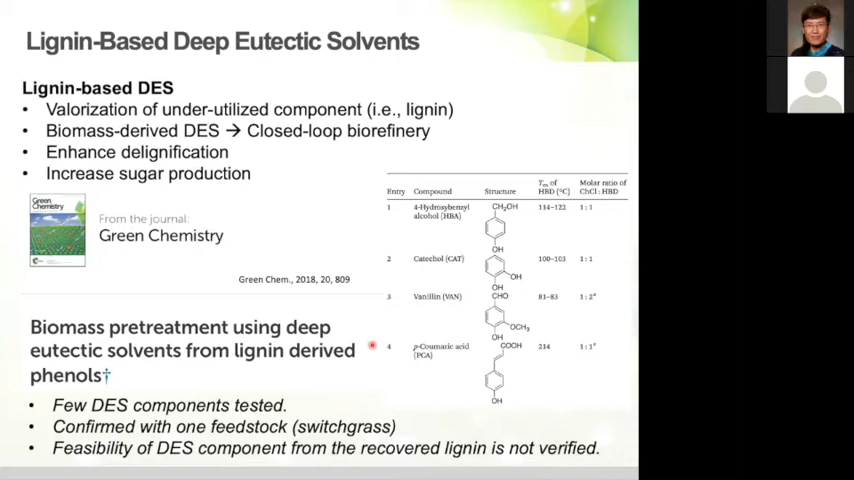 Lignin-Based Deep Eutectic Solvents
Lignin-based DES
• Valorization of under-utilized component (i.e., lignin)
• Biomass-derived DES → Closed-loop biorefinery
• Enhance delignification
• Increase sugar production
Green
Chemistry
From the journal:
Green Chemistry
Green Chem., 2018, 20, 809
Biomass pretreatment using deep
eutectic solvents from lignin derived
phenols†
• Few DES components tested.
• Confirmed with one feedstock (switchgrass)
• Feasibility of DES component from the recovered lignin is not verified.
Entry Compound Structure Tm of HBD (°C) Molar ratio of ChCl : HBD
1 4-Hydroxybenzyl alcohol (HBA) 114–122 1 : 1
CH₂OH
OH
2 Catechol (CAT) 100–103 1 : 1
OH
OH
3 Vanillin (VAN) 81–83 1 : 2ᵃ
CHO
OCH₃
OH
4 p-Coumaric acid (PCA) 214 1 : 1ᵃ
COOH
OH